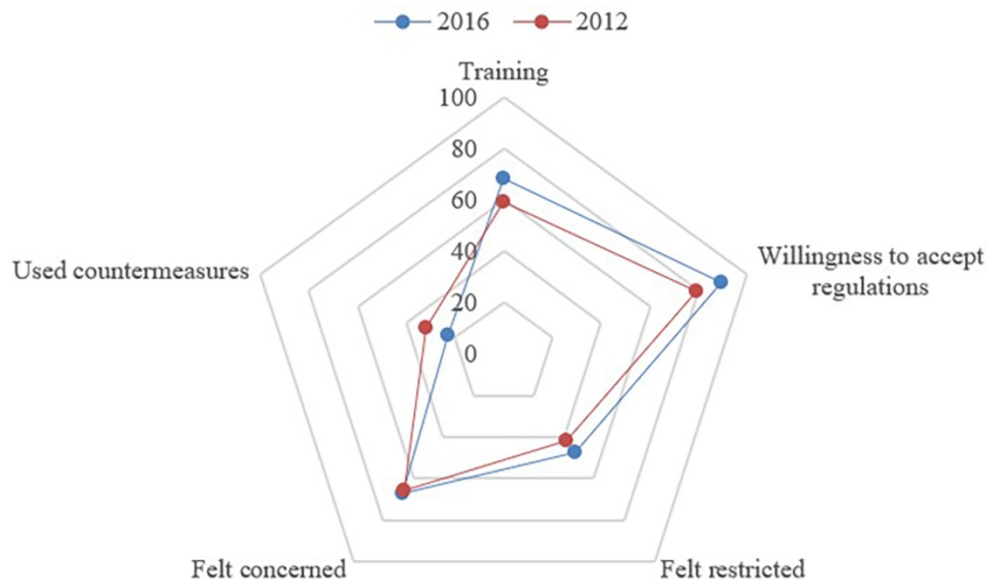 2016 2012
Training
100
80
60
40
20
0
Willingness to accept
regulations
Used countermeasures
Felt concerned
Felt restricted